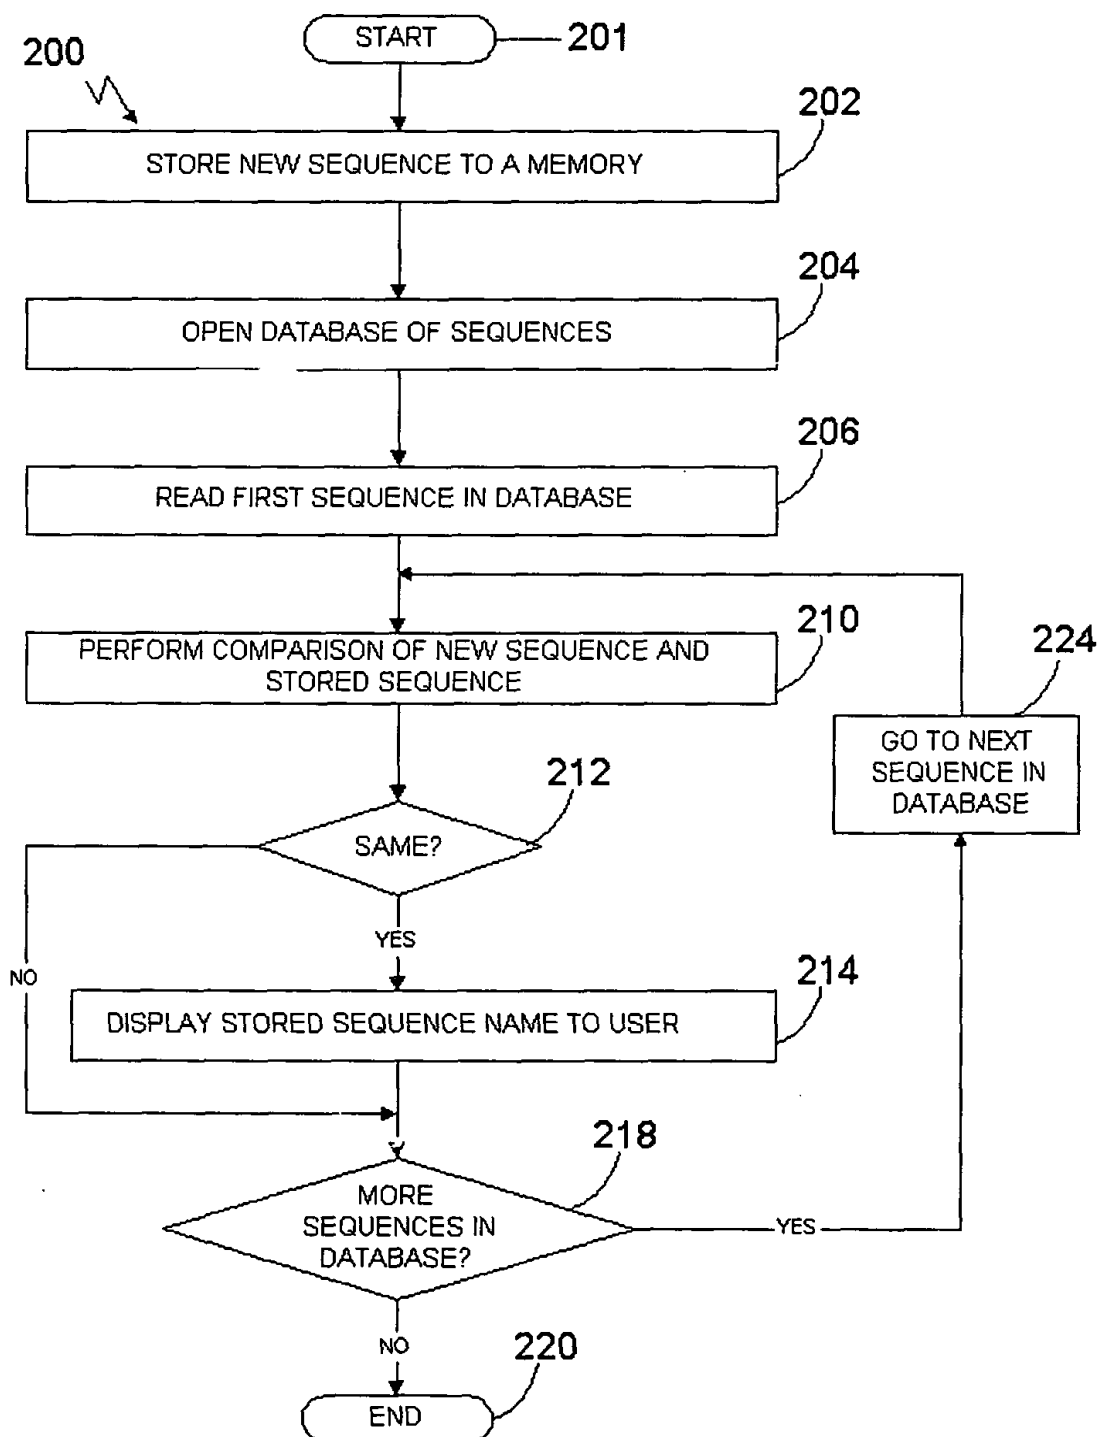 START
201
200
202
STORE NEW SEQUENCE TO A MEMORY
204
OPEN DATABASE OF SEQUENCES
206
READ FIRST SEQUENCE IN DATABASE
210
PERFORM COMPARISON OF NEW SEQUENCE AND
STORED SEQUENCE
224
GO TO NEXT
SEQUENCE IN
DATABASE
212
SAME?
YES
NO
214
DISPLAY STORED SEQUENCE NAME TO USER
218
MORE
SEQUENCES IN
DATABASE?
YES
NO
220
END